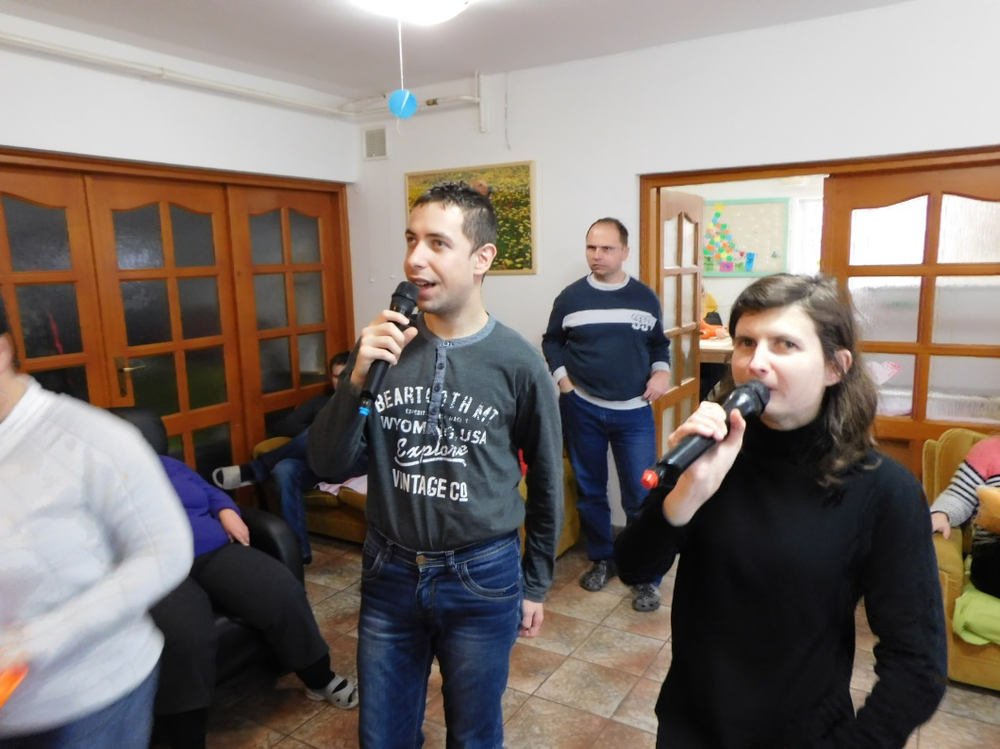 BEARTOOTH MT
WYOMING, USA
Explore
VINTAGE CO